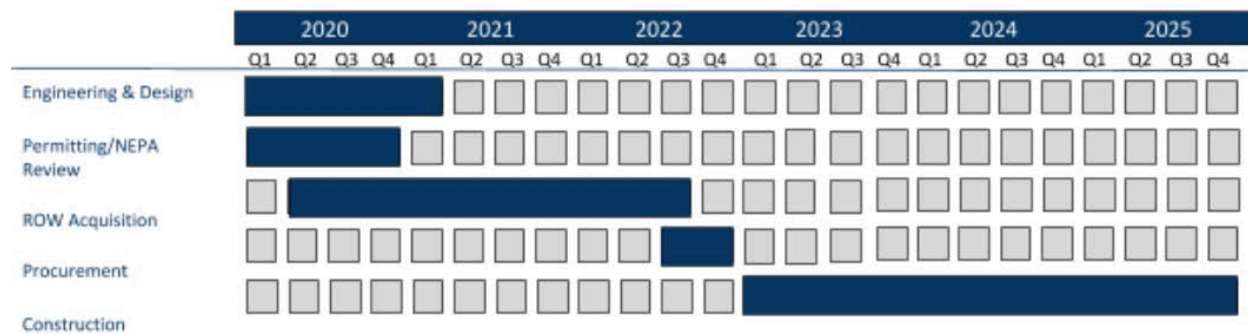 2020 2021 2022 2023 2024 2025
Q1 Q2 Q3 Q4 Q1 Q2 Q3 Q4 Q1 Q2 Q3 Q4 Q1 Q2 Q3 Q4 Q1 Q2 Q3 Q4 Q1 Q2 Q3 Q4
Engineering & Design
Permitting/NEPA
Review
ROW Acquisition
Procurement
Construction